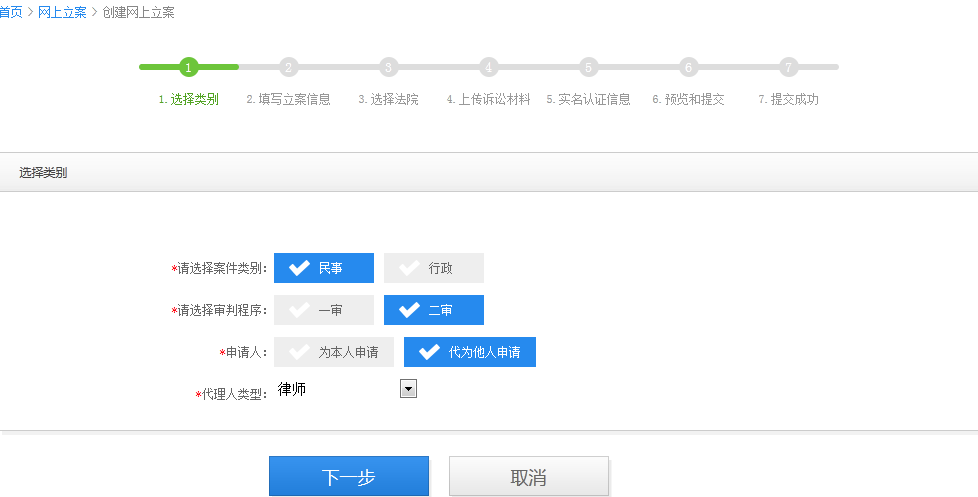 首页 > 网上立案 > 创建网上立案
1 2 3 4 5 6 7
1.选择类别 2.填写立案信息 3.选择法院 4.上传诉讼材料 5.实名认证信息 6.预览和提交 7.提交成功
选择类别
*请选择案件类别: 民事 行政
*请选择审判程序: 一审 二审
*申请人: 为本人申请 代为他人申请
*代理人类型: 律师
下一步 取消